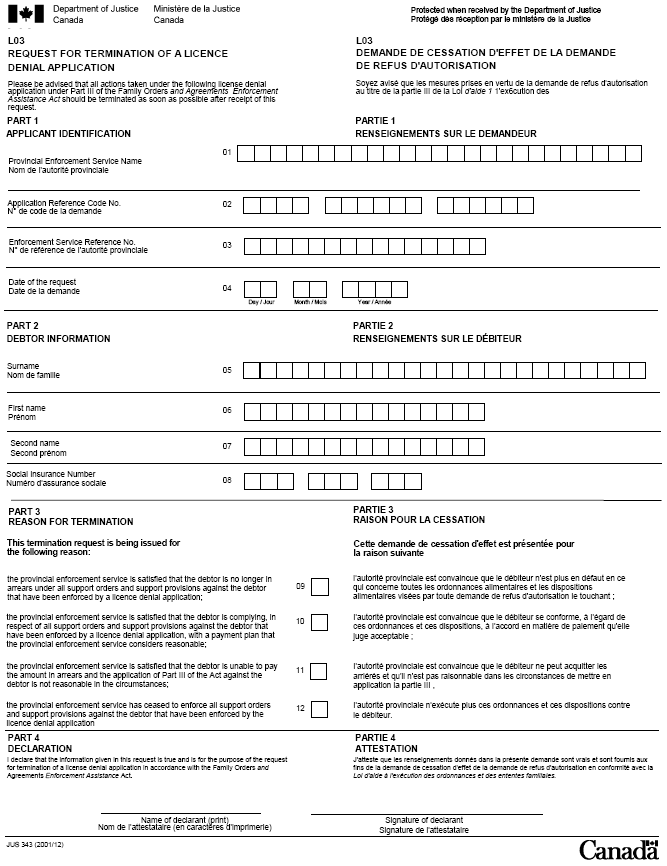 Department of Justice
Canada
Ministère de la Justice
Canada
Protected when received by the Department of Justice
Protégé dès réception par le ministère de la Justice
L03
REQUEST FOR TERMINATION OF A LICENCE
DENIAL APPLICATION
L03
DEMANDE DE CESSATION D'EFFET DE LA DEMANDE
DE REFUS D'AUTORISATION
Please be advised that all actions taken under the following license denial
application under Part III of the Family Orders and Agreements Enforcement
Assistance Act should be terminated as soon as possible after receipt of this
request.
Soyez avisé que les mesures prises en vertu de la demande de refus d'autorisation
au titre de la partie III de la Loi d'aide 1 1'ex6cution des
PART 1
APPLICANT IDENTIFICATION
PARTIE 1
RENSEIGNEMENTS SUR LE DEMANDEUR
Provincial Enforcement Service Name
Nom de l'autorité provinciale
01
Application Reference Code No.
N° de code de la demande
02
Enforcement Service Reference No.
N° de référence de l'autorité provinciale
03
Date of the request
Date de la demande
04
Day / Jour
Month / Mois
Year / Année
PART 2
DEBTOR INFORMATION
PARTIE 2
RENSEIGNEMENTS SUR LE DÉBITEUR
Surname
Nom de famille
05
First name
Prénom
06
Second name
Second prénom
07
Social Insurance Number
Numéro d'assurance sociale
08
PART 3
REASON FOR TERMINATION
PARTIE 3
RAISON POUR LA CESSATION
This termination request is being issued for
the following reason:
Cette demande de cessation d'effet est présentée pour
la raison suivante
the provincial enforcement service is satisfied that the debtor is no longer in
arrears under all support orders and support provisions against the debtor
that have been enforced by a licence denial application;
09
l'autorité provinciale est convaincue que le débiteur n'est plus en défaut en ce
qui concerne toutes les ordonnances alimentaires et les dispositions
alimentaires visées par toute demande de refus d'autorisation le touchant ;
the provincial enforcement service is satisfied that the debtor is complying, in
respect of all support orders and support provisions against the debtor that
have been enforced by a licence denial application, with a payment plan that
the provincial enforcement service considers reasonable;
10
l'autorité provinciale est convaincue que le débiteur se conforme, à l'égard de
ces ordonnances et ces dispositions, à l'accord en matière de paiement qu'elle
juge acceptable ;
the provincial enforcement service is satisfied that the debtor is unable to pay
the amount in arrears and the application of Part III of the Act against the
debtor is not reasonable in the circumstances;
11
l'autorité provinciale est convaincue que le débiteur ne peut acquitter les
arriérés et qu'il n'est pas raisonnable dans les circonstances de mettre en
application la partie III ,
the provincial enforcement service has ceased to enforce all support orders
and support provisions against the debtor that have been enforced by the
licence denial application
12
l'autorité provinciale n'exécute plus ces ordonnances et ces dispositions contre
le débiteur.
PART 4
DECLARATION
PARTIE 4
ATTESTATION
I declare that the information given in this request is true and is for the purpose of the request
for termination of a license denial application in accordance with the Family Orders and
Agreements Enforcement Assistance Act.
J'atteste que les renseignements donnés dans la présente demande sont vrais et sont fournis aux
fins de la demande de cessation d'effet de la demande de refus d'autorisation en conformité avec la
Loi d'aide à l'exécution des ordonnances et des ententes familiales.
Name of declarant (print)
Nom de l'attestataire (en caractères d'imprimerie)
Signature of declarant
Signature de l'attestataire
JUS 343 (2001/12)
Canada